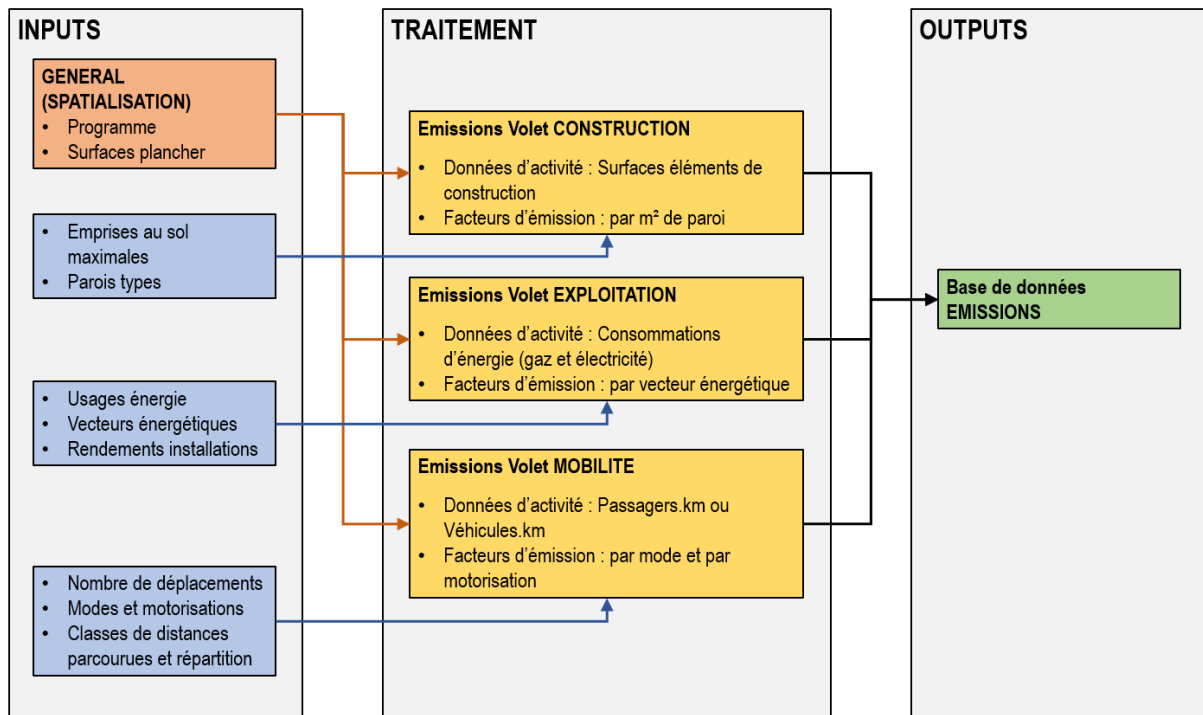 INPUTS
GENERAL
(SPATIALISATION)
• Programme
• Surfaces plancher
• Emprises au sol
maximales
• Parois types
• Usages énergie
• Vecteurs énergétiques
• Rendements installations
• Nombre de déplacements
• Modes et motorisations
• Classes de distances
parcourues et répartition
TRAITEMENT
Emissions Volet CONSTRUCTION
• Données d’activité : Surfaces éléments de
construction
• Facteurs d’émission : par m² de paroi
Emissions Volet EXPLOITATION
• Données d’activité : Consommations
d’énergie (gaz et électricité)
• Facteurs d’émission : par vecteur énergétique
Emissions Volet MOBILITE
• Données d’activité : Passagers.km ou
Véhicules.km
• Facteurs d’émission : par mode et par
motorisation
OUTPUTS
Base de données
EMISSIONS